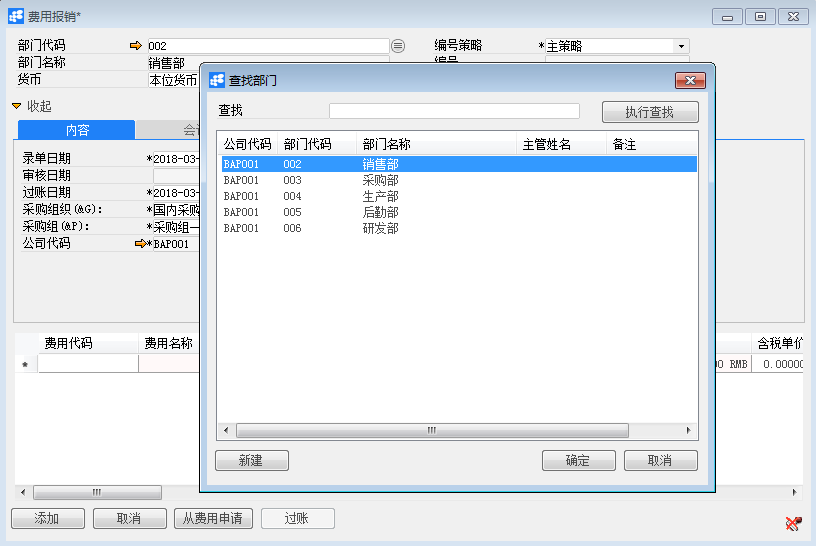 费用报销*
部门代码 002 编号策略 *主策略
部门名称 销售部 编号
货币 本位货币
收起
内容
录单日期 *2018-03-
审核日期
过账日期 *2018-03-
采购组织(&G): *国内采购
采购组(&P): *采购组一
公司代码 *BAP001
费用代码 费用名称 含税单价
* RMB 0.00000
添加 取消 从费用申请 过账
查找部门
查找 执行查找
公司代码 部门代码 部门名称 主管姓名 备注
BAP001 002 销售部
BAP001 003 采购部
BAP001 004 生产部
BAP001 005 后勤部
BAP001 006 研发部
新建 确定 取消